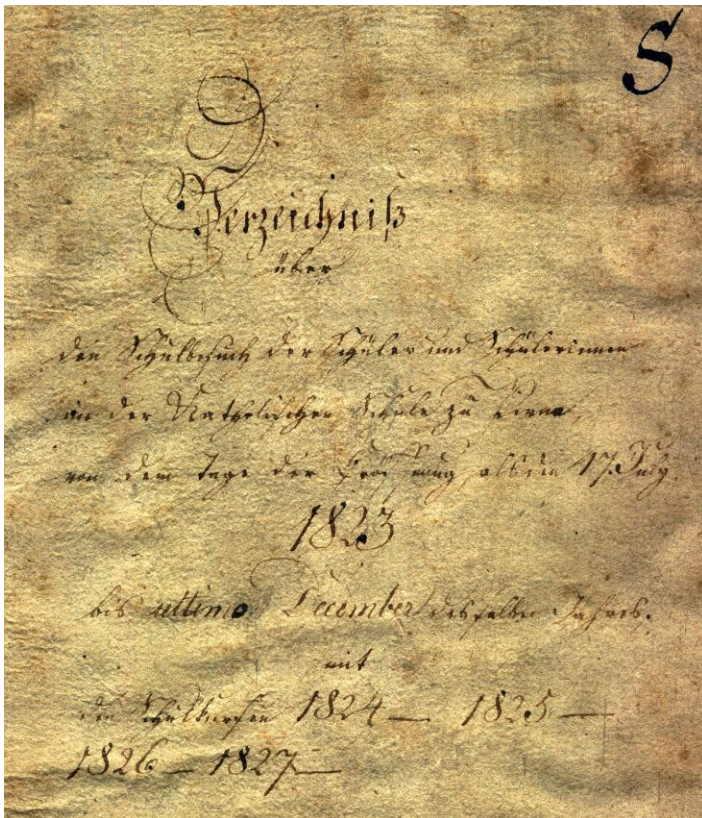 S
Verzeichniß
über
den Schulbesuch der Schüler und Schülerinnen
in der Katholischen Schule zu Pirna,
von dem Tage der Eröffnung, als den 17. July
1823
bis ultimo December desselben Jahres.
mit
den 1824 — 1825 —
1826 — 1827 —